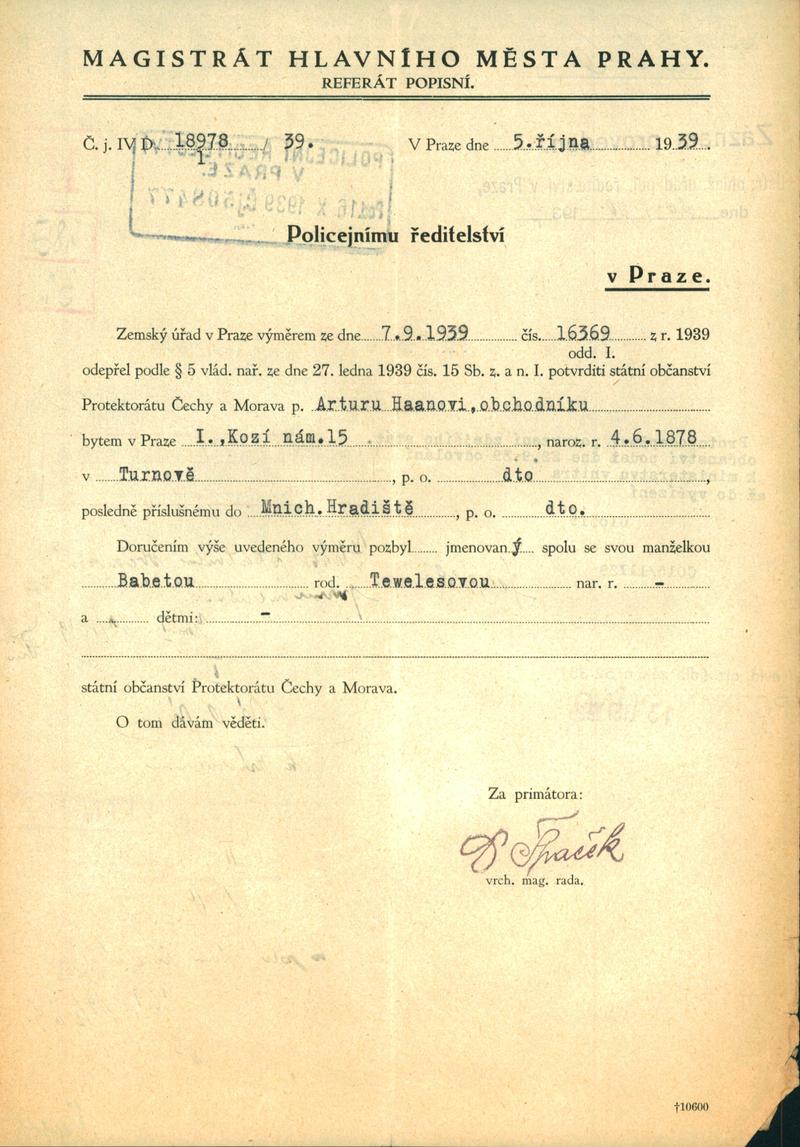 MAGISTRÁT HLAVNÍHO MĚSTA PRAHY.
REFERÁT POPISNÍ.
Č. j. IV D. 18978 / 39. V Praze dne 5. října 1939.
1
Policejnímu ředitelství
v Praze.
Zemský úřad v Praze výměrem ze dne 7.9.1939 čís. 16369 z r. 1939
odd. I.
odepřel podle § 5 vlád. nař. ze dne 27. ledna 1939 čís. 15 Sb. z. a n. I. potvrditi státní občanství
Protektorátu Čechy a Morava p. Arturu Haanovi, obchodníku
bytem v Praze I., Kozí nám. 15, naroz. r. 4.6.1878
v Turnově, p. o. dto,
posledně příslušnému do Mnich. Hradiště, p. o. dto.
Doručením výše uvedeného výměru pozbyl jmenovaný spolu se svou manželkou
Babetou rod. Tewelesovou nar. r. -
a dětmi: -
státní občanství Protektorátu Čechy a Morava.
O tom dávám věděti.
Za primátora:
vrch. mag. rada.
†10600